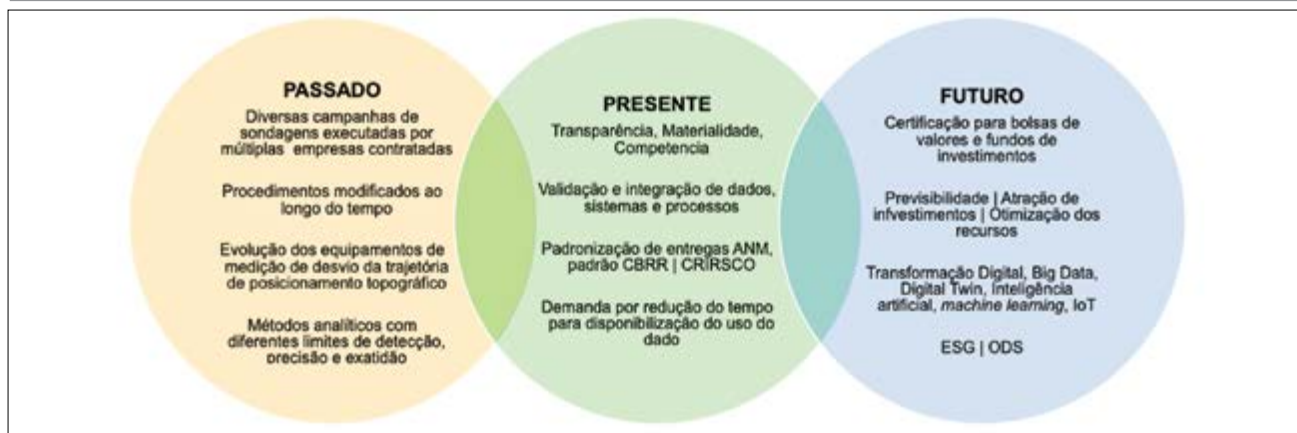 PASSADO
Diversas campanhas de
sondagens executadas por
múltiplas empresas contratadas
Procedimentos modificados ao
longo do tempo
Evolução dos equipamentos de
medição de desvio da trajetória
de posicionamento topográfico
Métodos analíticos com
diferentes limites de detecção,
precisão e exatidão
PRESENTE
Transparência, Materialidade,
Competencia
Validação e integração de dados,
sistemas e processos
Padronização de entregas ANM,
padrão CBRR | CRIRSCO
Demanda por redução do tempo
para disponibilização do uso do
dado
FUTURO
Certificação para bolsas de
valores e fundos de
investimentos
Previsibilidade | Atração de
infvestimentos | Otimização dos
recursos
Transformação Digital, Big Data,
Digital Twin, Inteligência
artificial, machine learning, IoT
ESG | ODS